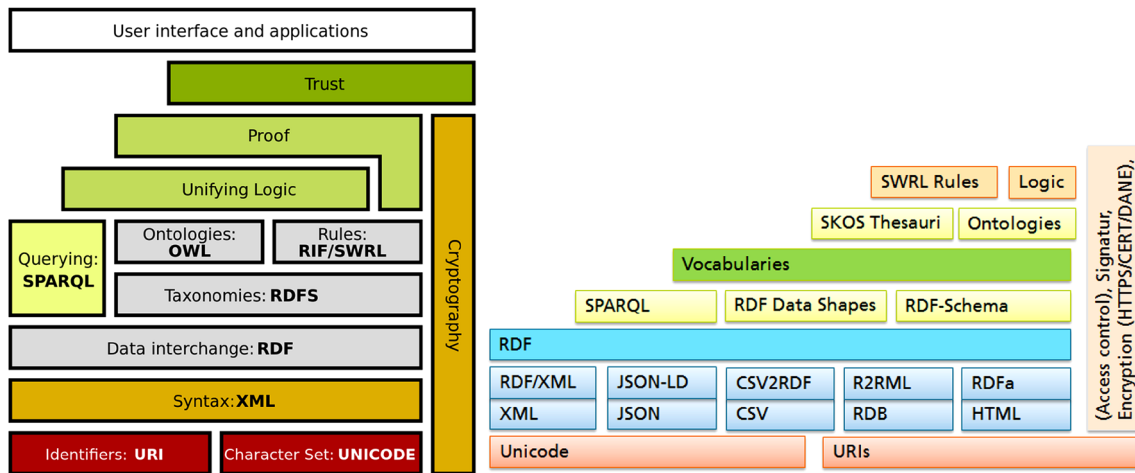 User interface and applications
Trust
Proof
Unifying Logic
Querying:
SPARQL
Ontologies:
OWL
Rules:
RIF/SWRL
Taxonomies: RDFS
Data interchange: RDF
Syntax:XML
Identifiers: URI
Character Set: UNICODE
Cryptography
SWRL Rules
Logic
SKOS Thesauri
Ontologies
Vocabularies
SPARQL
RDF Data Shapes
RDF-Schema
RDF
RDF/XML
JSON-LD
CSV2RDF
R2RML
RDFa
XML
JSON
CSV
RDB
HTML
Unicode
URIs
(Access control), Signatur,
Encryption (HTTPS/CERT/DANE),